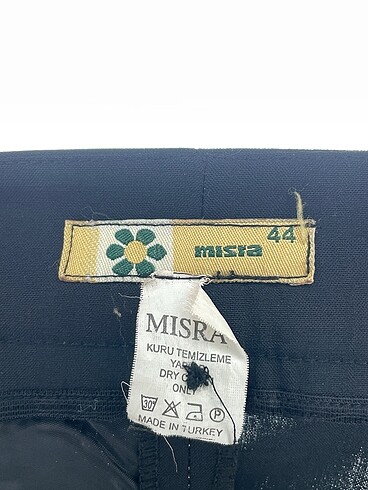 misra 44
MISRA
KURU TEMİZLEME
DRY
ONLY
30 P
MADE IN TURKEY